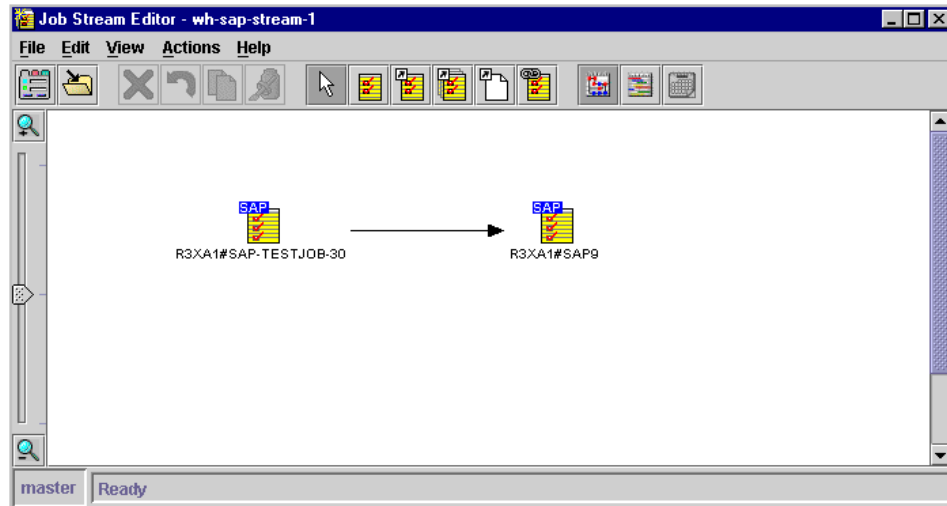 Job Stream Editor - wh-sap-stream-1
File Edit View Actions Help
SAP SAP
R3XA1#SAP-TESTJOB-30 R3XA1#SAP9
master Ready